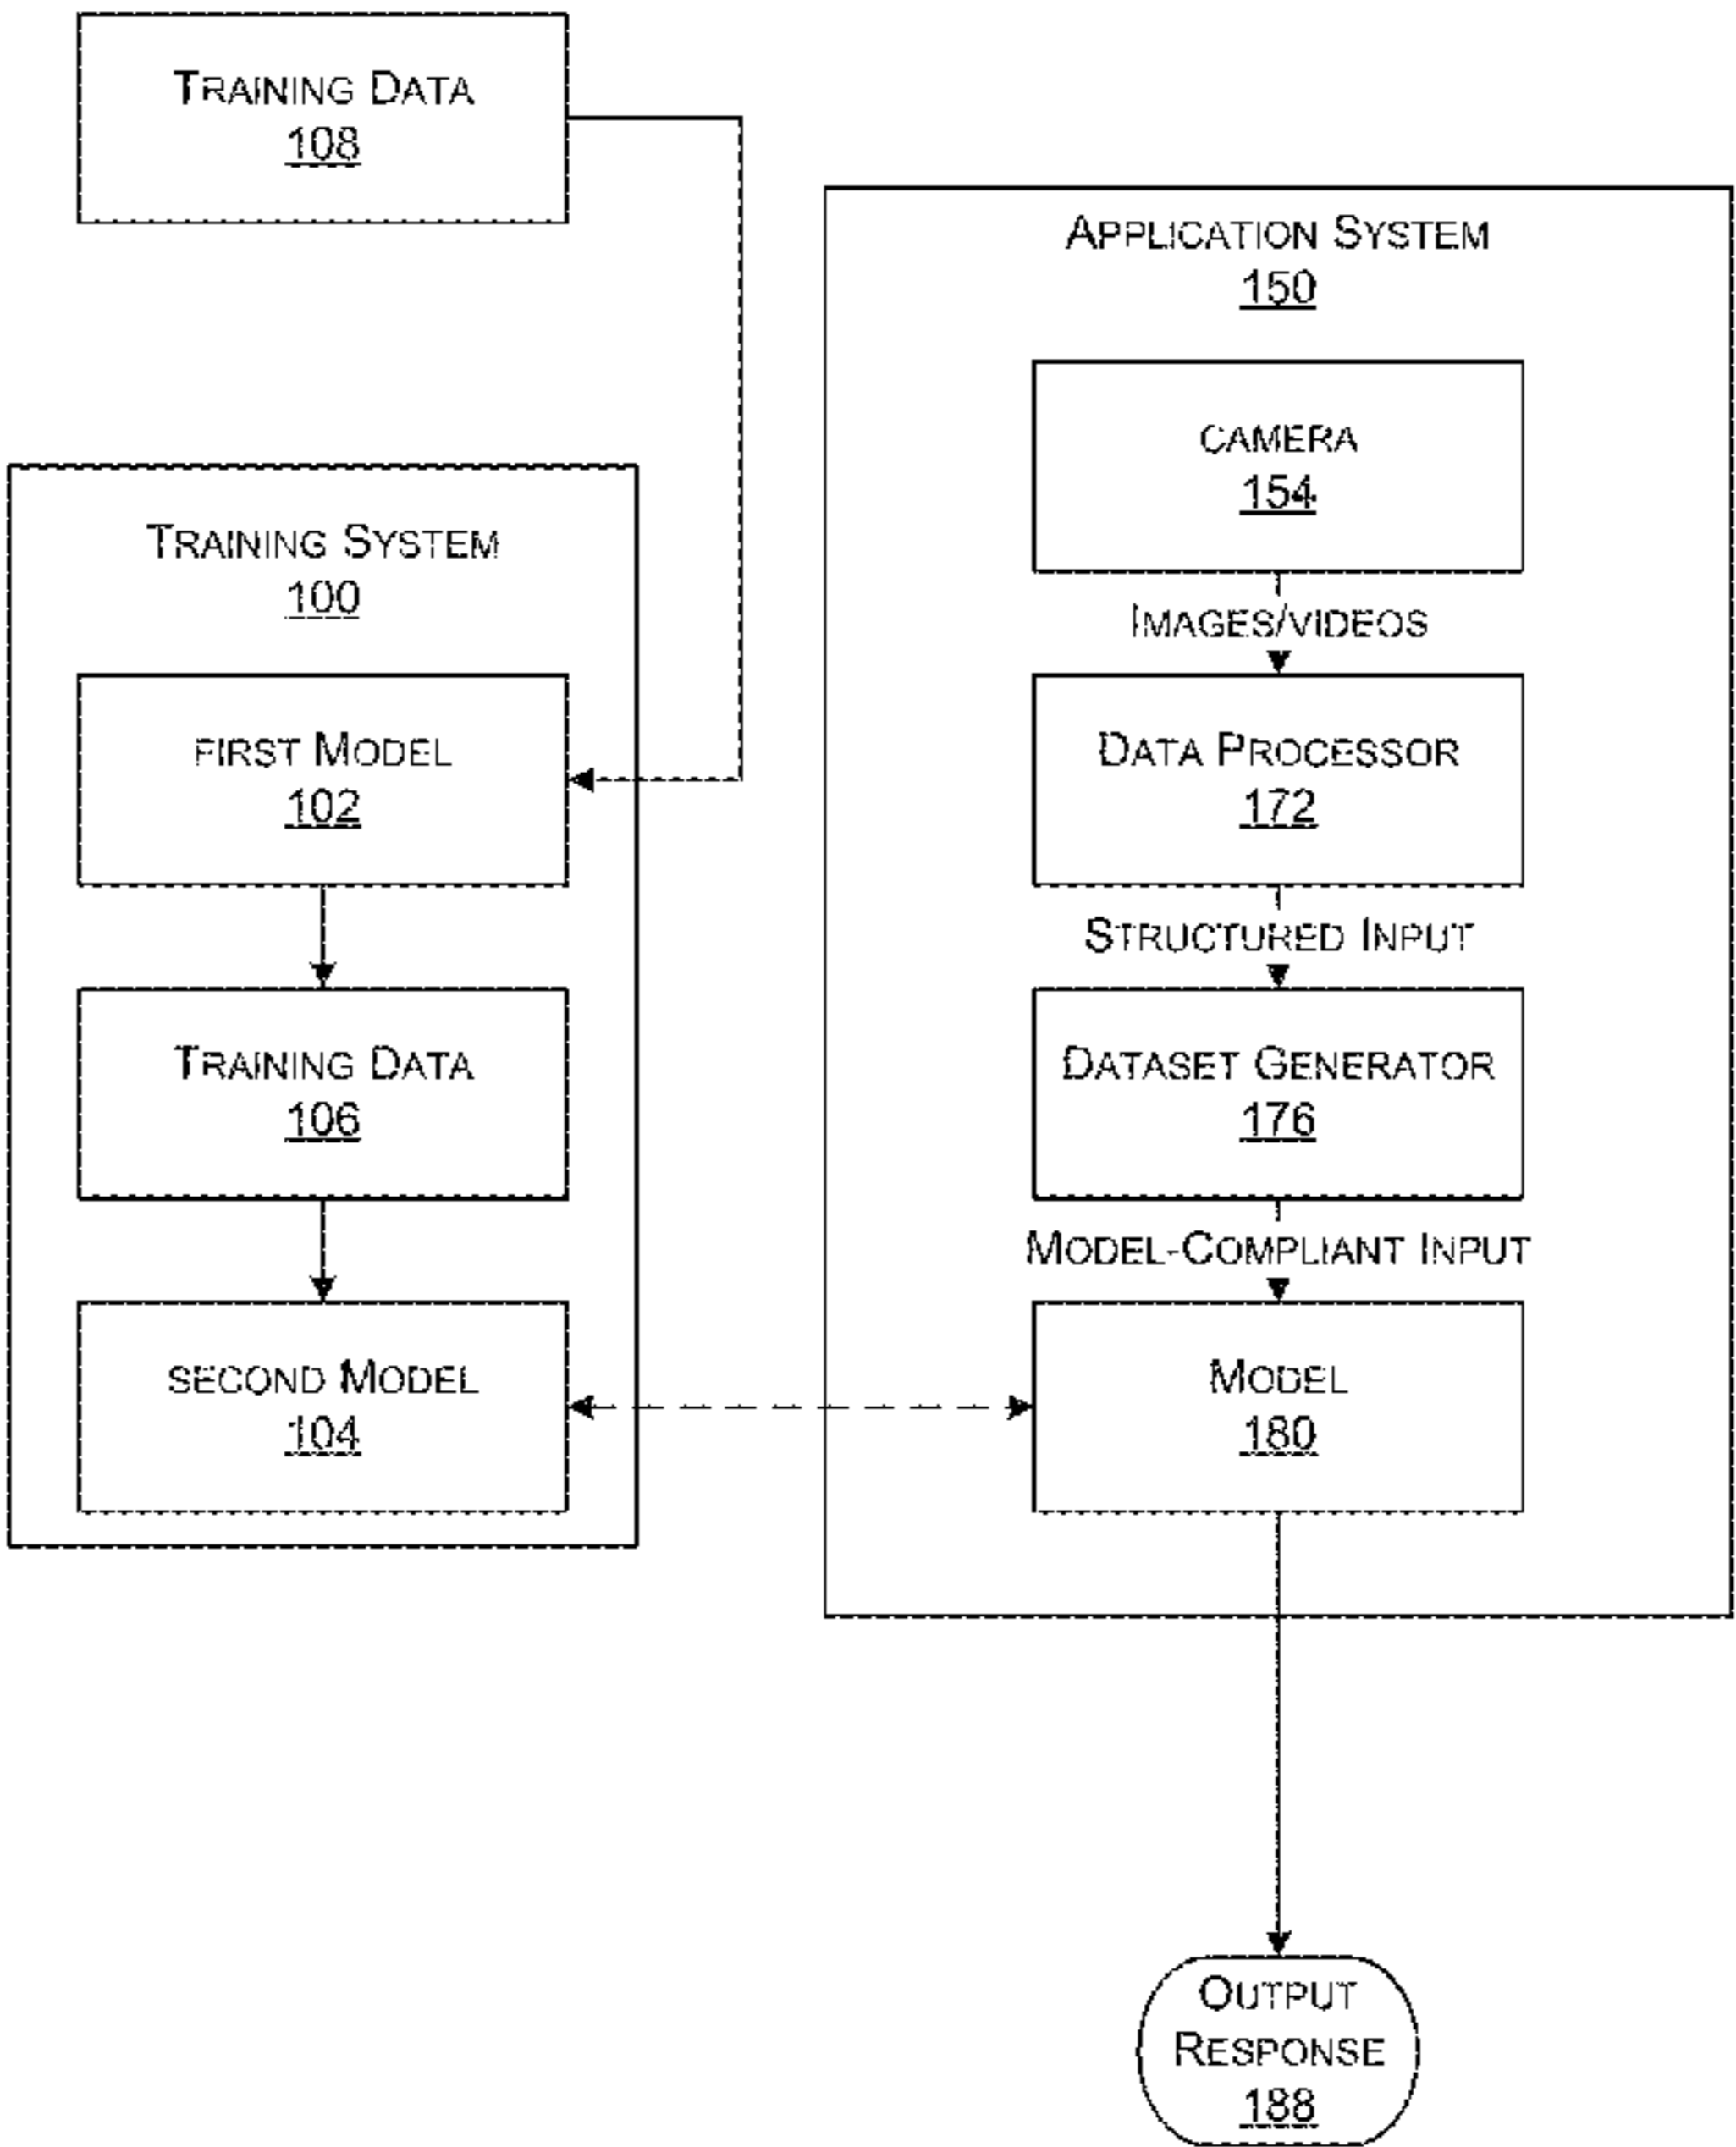 TRAINING DATA
108
APPLICATION SYSTEM
150
CAMERA
154
TRAINING SYSTEM
100
IMAGES/VIDEOS
FIRST MODEL
102
DATA PROCESSOR
172
STRUCTURED INPUT
TRAINING DATA
106
DATASET GENERATOR
176
MODEL-COMPLIANT INPUT
SECOND MODEL
104
MODEL
180
OUTPUT
RESPONSE
188